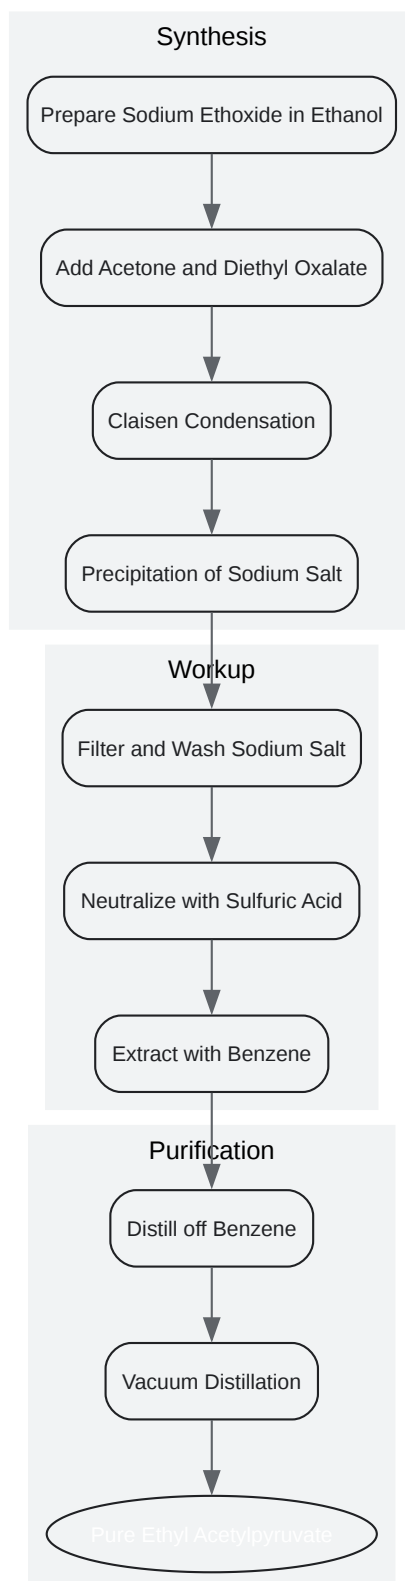 Synthesis
Prepare Sodium Ethoxide in Ethanol
Add Acetone and Diethyl Oxalate
Claisen Condensation
Precipitation of Sodium Salt
Workup
Filter and Wash Sodium Salt
Neutralize with Sulfuric Acid
Extract with Benzene
Purification
Distill off Benzene
Vacuum Distillation
Pure Ethyl Acetylpyruvate